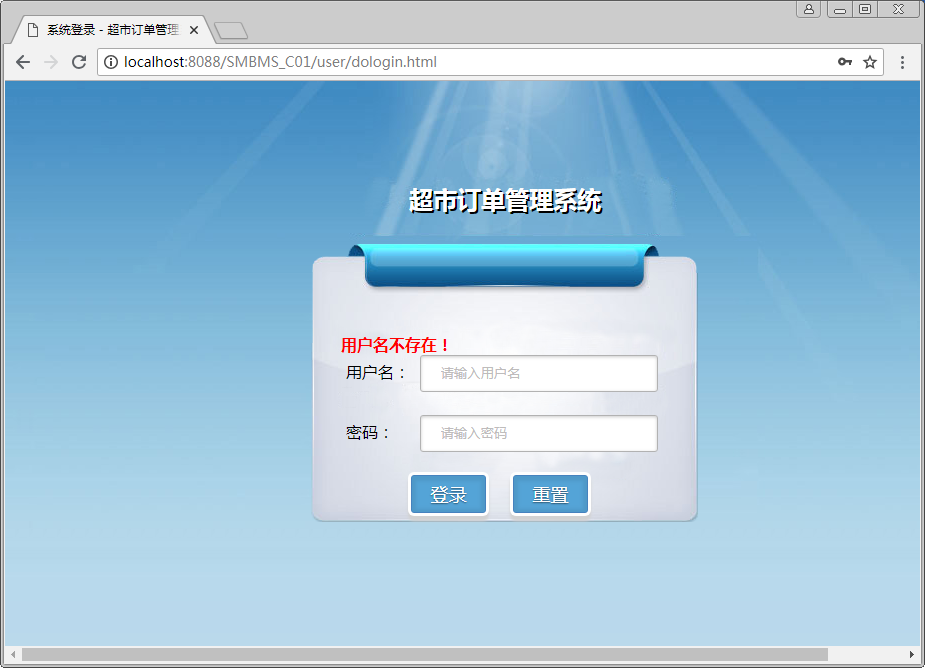 系统登录 - 超市订单管理
localhost:8088/SMBMS_C01/user/dologin.html
超市订单管理系统
用户名不存在！
用户名： 请输入用户名
密码： 请输入密码
登录 重置